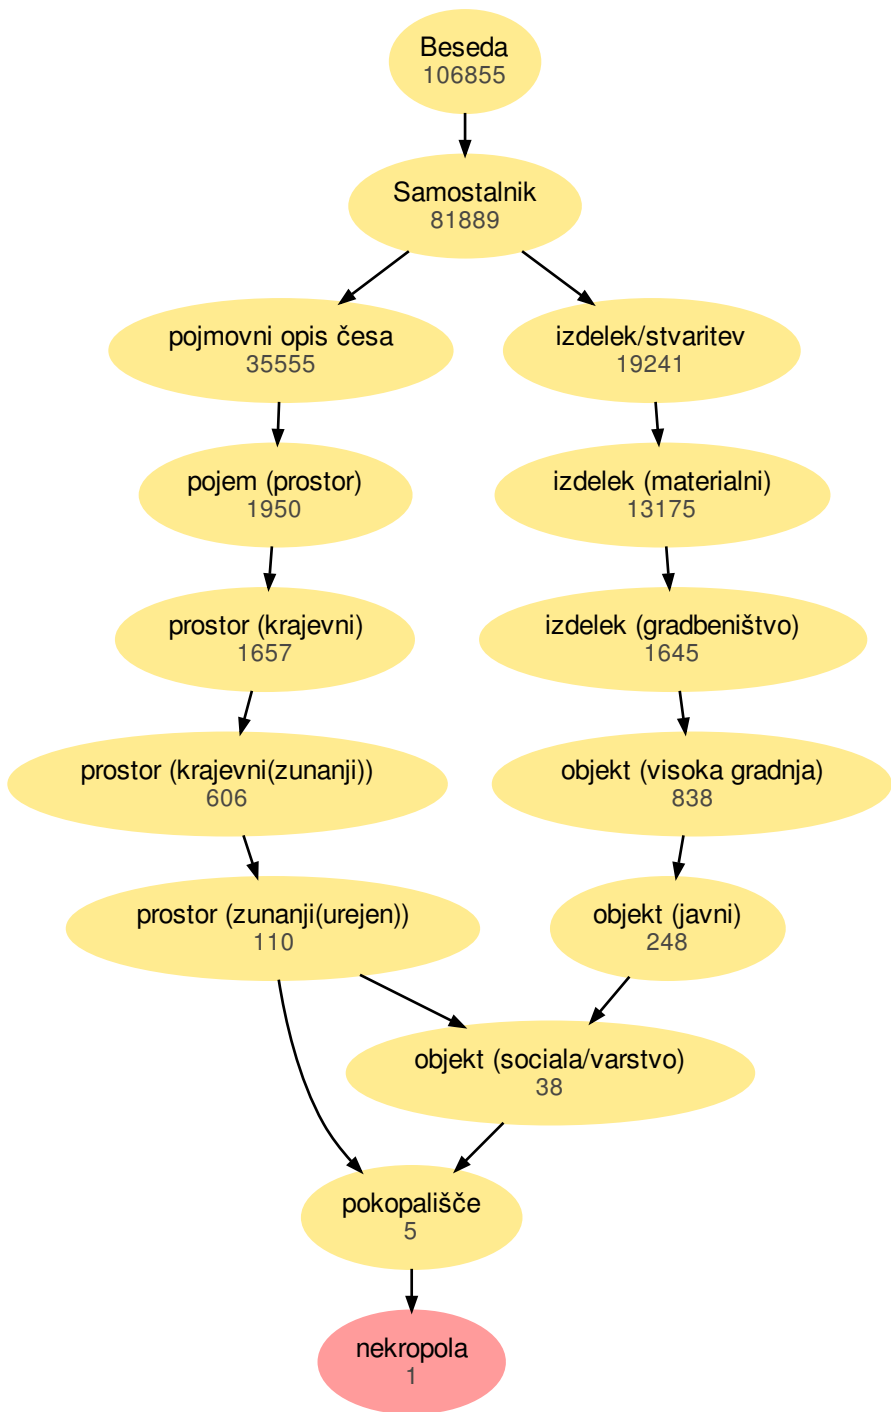 Beseda
106855
Samostalnik
81889
pojmovni opis česa
35555
izdelek/stvaritev
19241
pojem (prostor)
1950
izdelek (materialni)
13175
prostor (krajevni)
1657
izdelek (gradbeništvo)
1645
prostor (krajevni(zunanji))
606
objekt (visoka gradnja)
838
prostor (zunanji(urejen))
110
objekt (javni)
248
objekt (sociala/varstvo)
38
pokopališče
5
nekropola
1